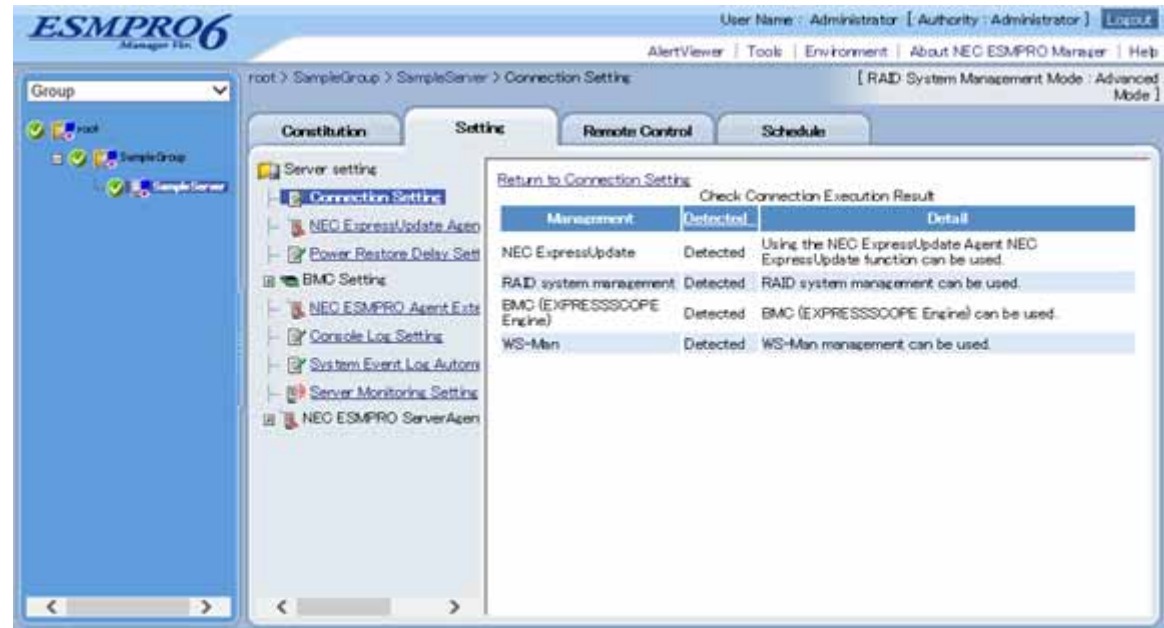 ESMPRO6
Manager Ver.
User Name : Administrator [ Authority : Administrator ] Logout
AlertViewer | Tools | Environment | About NEC ESMPRO Manager | Help
Group
root > SampleGroup > SampleServer > Connection Setting
[ RAID System Management Mode : Advanced
Mode ]
root
SampleGroup
SampleServer
Constitution
Setting
Remote Control
Schedule
Server setting
Connection Setting
NEC ExpressUpdate Agen
Power Restore Delay Sett
BMC Setting
NEC ESMPRO Agent Exte
Console Log Setting
System Event Log Autom
Server Monitoring Setting
NEC ESMPRO ServerAgen
Return to Connection Setting
Check Connection Execution Result
Management Detected Detail
NEC ExpressUpdate Detected Using the NEC ExpressUpdate Agent NEC
ExpressUpdate function can be used.
RAID system management Detected RAID system management can be used.
BMC (EXPRESSSCOPE
Engine) Detected BMC (EXPRESSSCOPE Engine) can be used.
WS-Man Detected WS-Man management can be used.